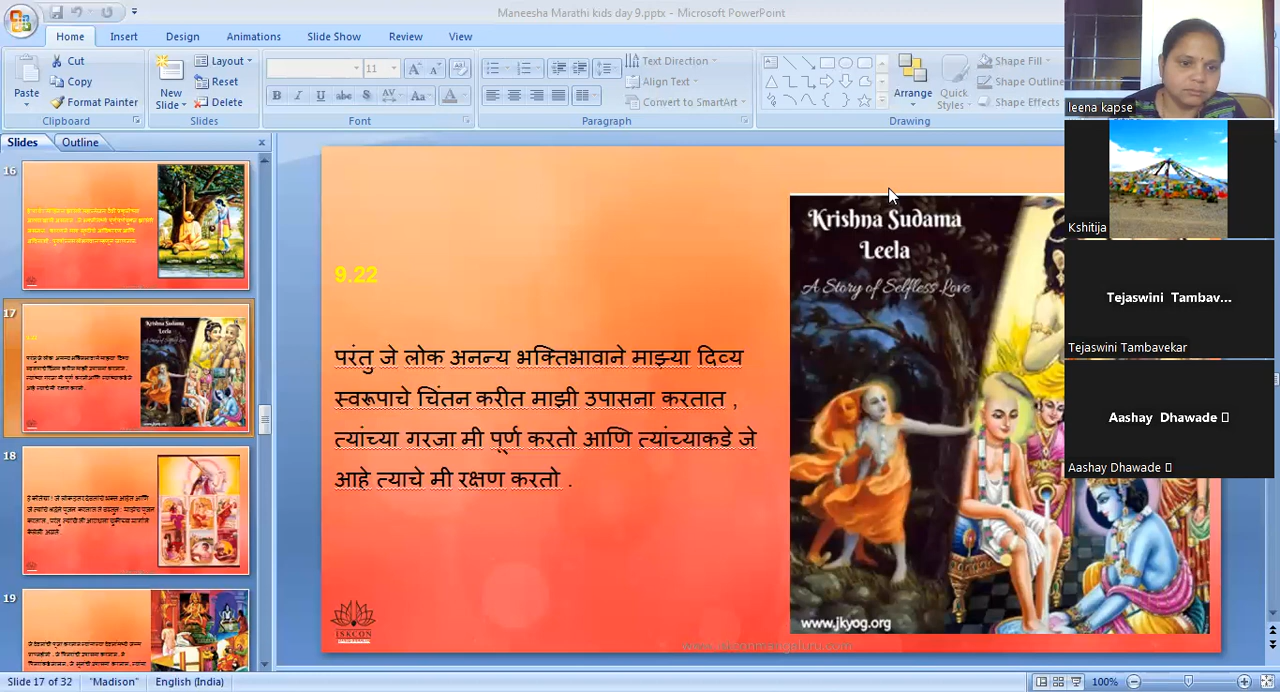 Maneesha Marathi kids day 9.pptx - Microsoft PowerPoint
Home Insert Design Animations Slide Show Review View
Paste
Cut
Copy
Format Painter
Clipboard
New Slide
Layout
Reset
Delete
Slides
11
Font
Text Direction
Align Text
Convert to SmartArt
Paragraph
Arrange
Quick Styles
Shape Fill
Shape Outline
Shape Effects
Drawing
Slides Outline
16
17
18
19
9.22
परंतु जे लोक अनन्य भक्तिभावाने माझ्या दिव्य
स्वरूपाचे चिंतन करीत माझी उपासना करतात ,
त्यांच्या गरजा मी पूर्ण करतो आणि त्यांच्याकडे जे
आहे त्याचे मी रक्षण करतो .
ISKCON
Krishna Sudama
Leela
A Story of Selfless Love
www.jkyog.org
leena kapse
Kshitija
Tejaswini Tambav...
Tejaswini Tambavekar
Aashay Dhawade
Aashay Dhawade
Slide 17 of 32
"Madison"
English (India)
100%